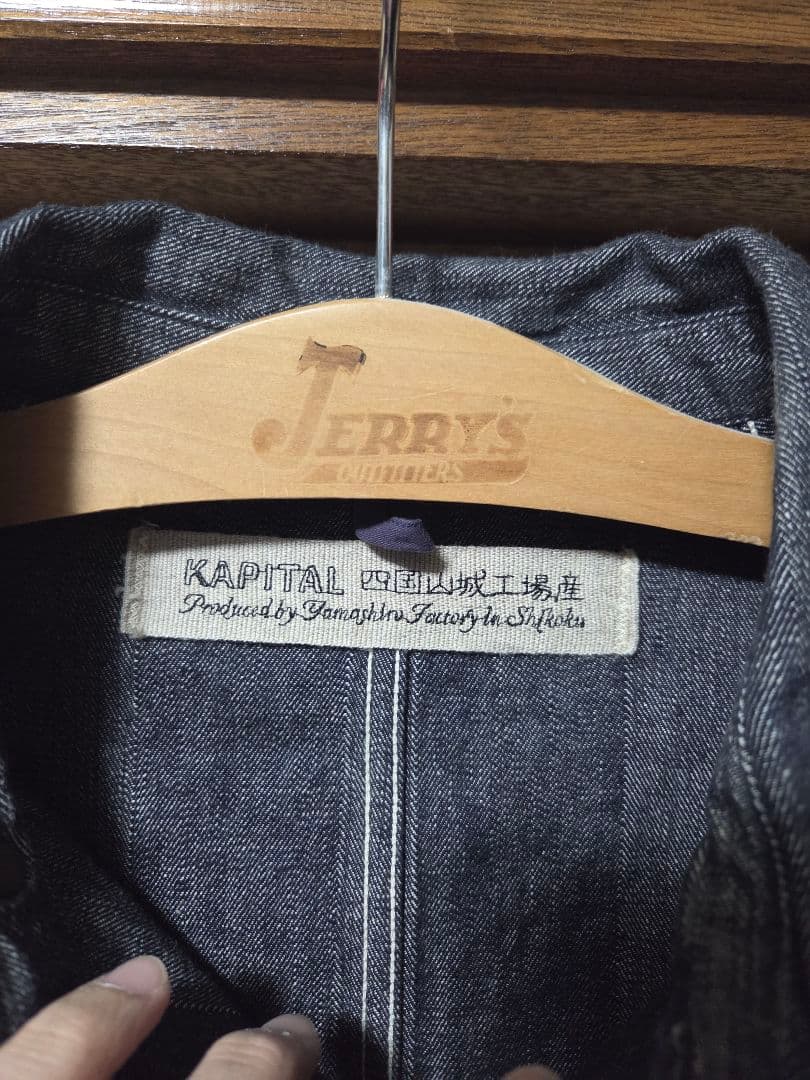 JERRY'S
OUTFITTERS
KAPITAL 四国山城工場産
Produced by Yamashiro Factory in Shikoku